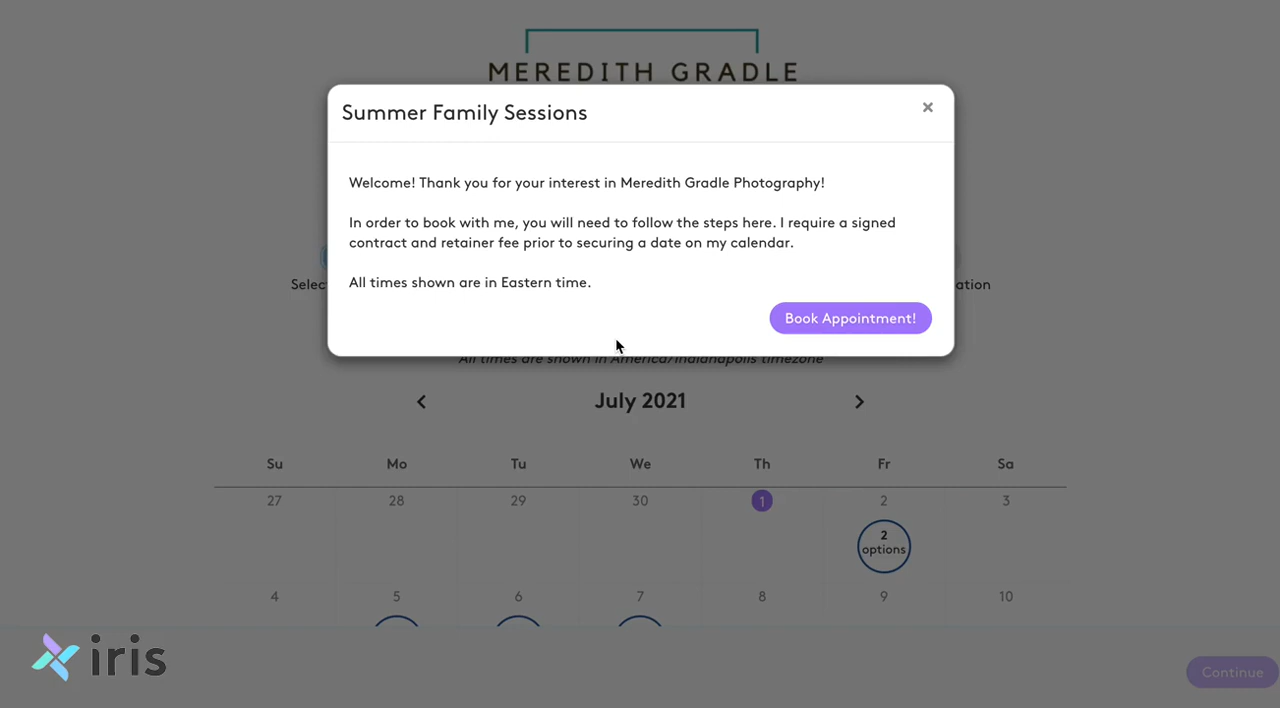 MEREDITH GRADLE
Summer Family Sessions
×
Welcome! Thank you for your interest in Meredith Gradle Photography!
In order to book with me, you will need to follow the steps here. I require a signed
contract and retainer fee prior to securing a date on my calendar.
All times shown are in Eastern time.
Book Appointment!
Selec
ation
All times are shown in America/Indianapolis timezone
July 2021
Su Mo Tu We Th Fr Sa
27 28 29 30 1 2 3
2
options
4 5 6 7 8 9 10
iris
Continue